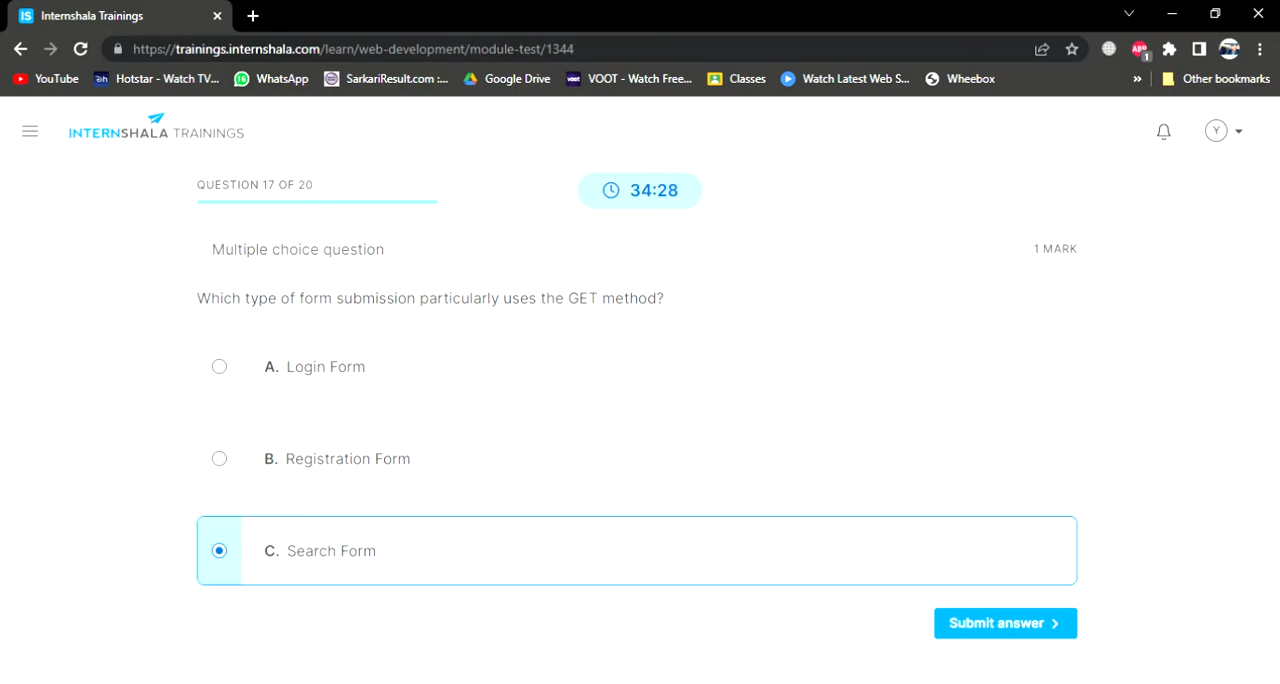 Internshala Trainings
https://trainings.internshala.com/learn/web-development/module-test/1344
YouTube Hotstar - Watch TV... WhatsApp SarkariResult.com :... Google Drive VOOT - Watch Free... Classes Watch Latest Web S... Wheebox » Other bookmarks
INTERNSHALA TRAININGS
Y
QUESTION 17 OF 20
34:28
Multiple choice question
1 MARK
Which type of form submission particularly uses the GET method?
A. Login Form
B. Registration Form
C. Search Form
Submit answer